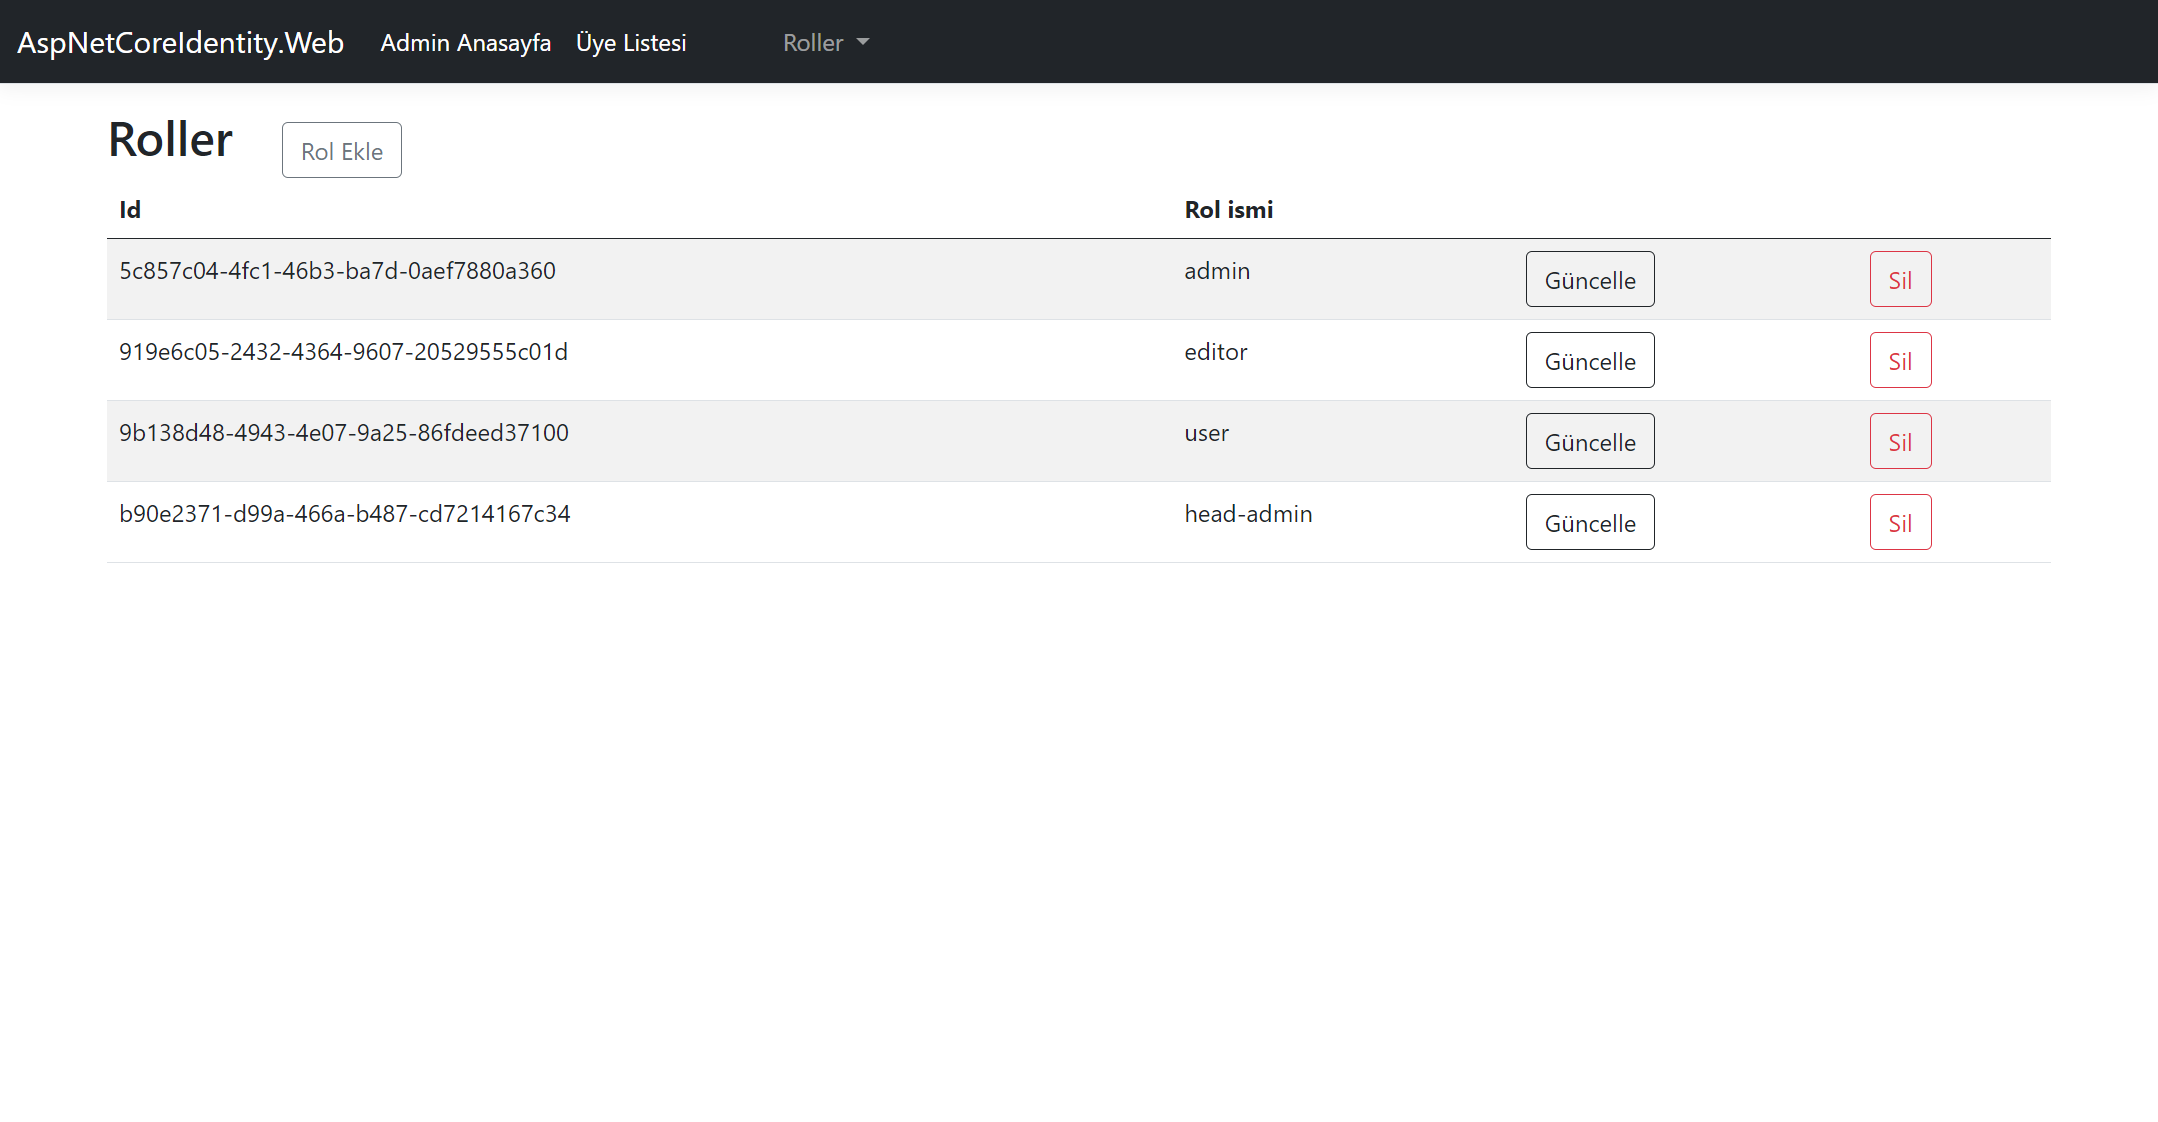 AspNetCoreIdentity.Web Admin Anasayfa Üye Listesi Roller
Roller Rol Ekle
Id Rol ismi
5c857c04-4fc1-46b3-ba7d-0aef7880a360 admin Güncelle Sil
919e6c05-2432-4364-9607-20529555c01d editor Güncelle Sil
9b138d48-4943-4e07-9a25-86fdeed37100 user Güncelle Sil
b90e2371-d99a-466a-b487-cd7214167c34 head-admin Güncelle Sil